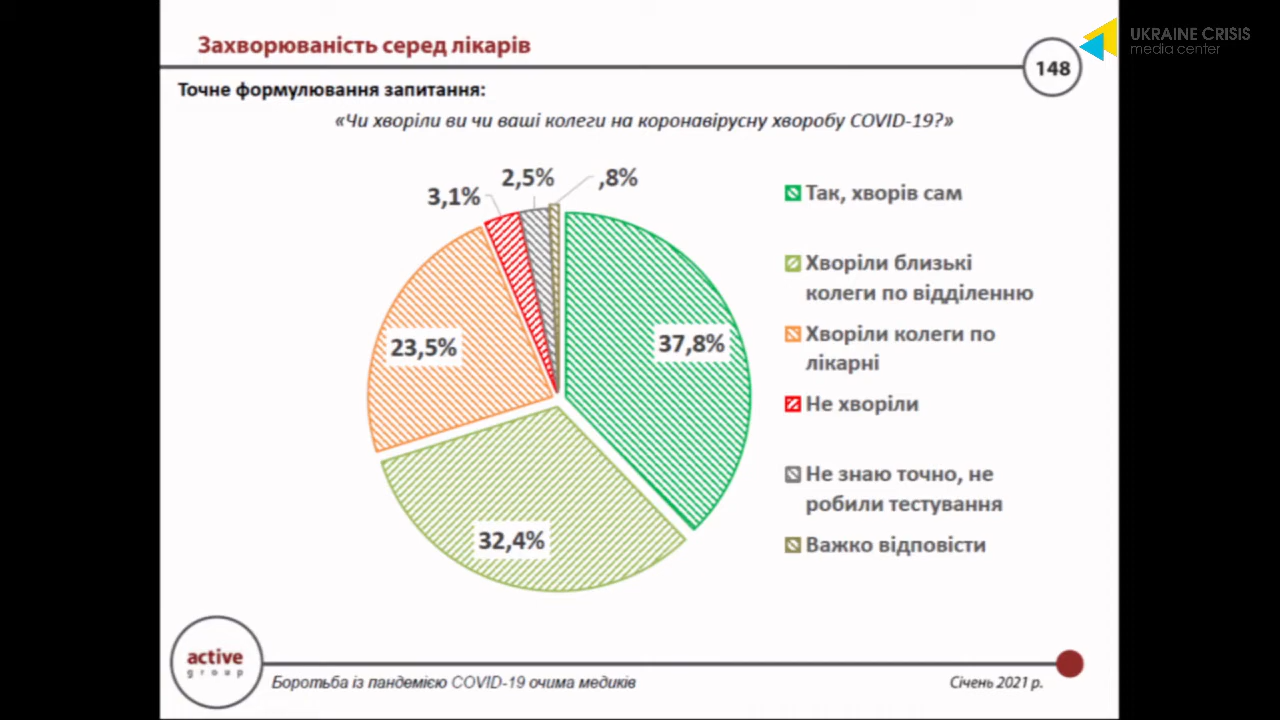 Захворюваність серед лікарів
UKRAINE CRISIS
media center
148
Точне формулювання запитання:
«Чи хворіли ви чи ваші колеги на коронавірусну хворобу COVID-19?»
2,5%
,8%
3,1%
37,8%
23,5%
32,4%
Так, хворів сам
Хворіли близькі
колеги по відділенню
Хворіли колеги по
лікарні
Не хворіли
Не знаю точно, не
робили тестування
Важко відповісти
active
group
Боротьба із пандемією COVID-19 очима медиків
Січень 2021 р.